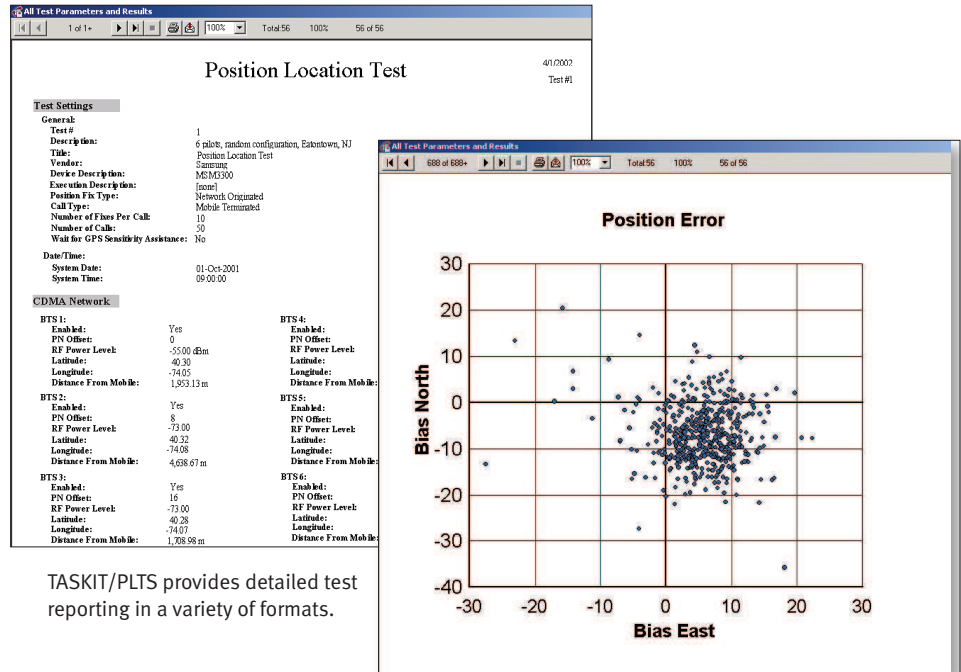 All Test Parameters and Results
1 of 1+ 100% Total:56 100% 56 of 56
Position Location Test
4/1/2002
Test #1
Test Settings
General:
Test # 1
Description: 6 pilots, random configuration, Eatontown, NJ
Title: Position Location Test
Vendor: Samsung
Device Description: MSM3300
Execution Description: [none]
Position Fix Type: Network Originated
Call Type: Mobile Terminated
Number of Fixes Per Call: 10
Number of Calls: 50
Wait for GPS Sensitivity Assistance: No
Date/Time:
System Date: 01-Oct-2001
System Time: 09:00:00
CDMA Network
BTS 1:
Enabled: Yes
PN Offset: 0
RF Power Level: -55.00 dBm
Latitude: 40.30
Longitude: -74.05
Distance From Mobile: 1,953.13 m
BTS 2:
Enabled: Yes
PN Offset: 8
RF Power Level: -73.00
Latitude: 40.32
Longitude: -74.08
Distance From Mobile: 4,638.67 m
BTS 3:
Enabled: Yes
PN Offset: 16
RF Power Level: -73.00
Latitude: 40.28
Longitude: -74.07
Distance From Mobile: 1,708.98 m
BTS 4:
Enabled:
PN Offset:
RF Power Level:
Latitude:
Longitude:
Distance From Mobile:
BTS 5:
Enabled:
PN Offset:
RF Power Level:
Latitude:
Longitude:
Distance From Mobile:
BTS 6:
Enabled:
PN Offset:
RF Power Level:
Latitude:
Longitude:
Distance From Mobile:
All Test Parameters and Results
688 of 688+ 100% Total:56 100% 56 of 56
Position Error
30
20
10
0
-10
-20
-30
-40
Bias North
-30 -20 -10 0 10 20 30
Bias East
TASKIT/PLTS provides detailed test
reporting in a variety of formats.